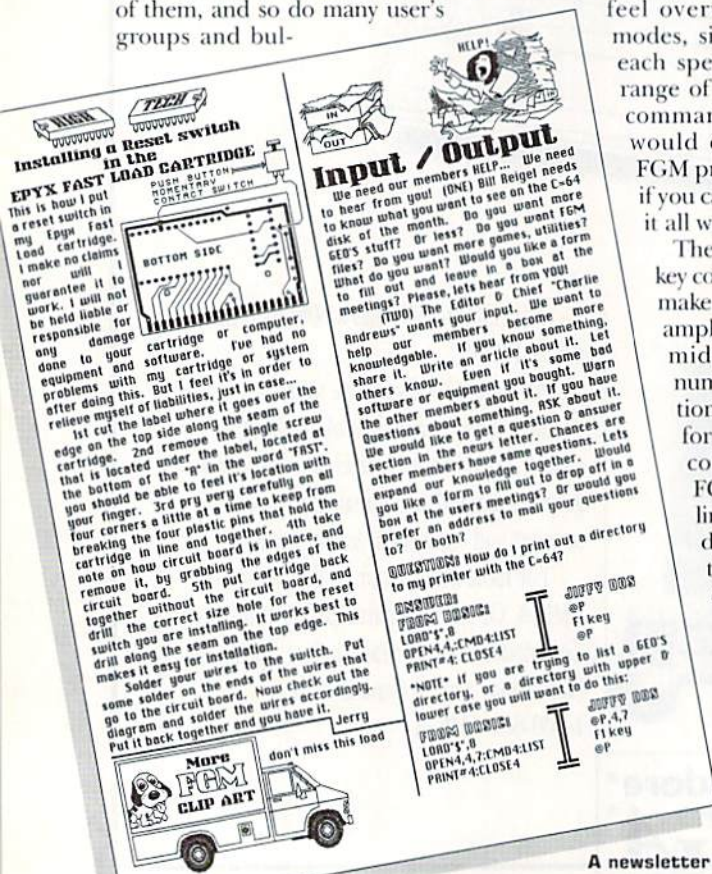 of them, and so do many user's
groups and bul-
HIGH
TECH
Installing a Reset switch
in the
EPYX FAST LOAD CARTRIDGE
PUSH BUTTON
MOMENTARY
CONTACT SWITCH
BOTTOM SIDE
This is how I put
a reset switch in
my Epyx Fast
Load cartridge.
I make no claims
nor will I
guarantee it to
work. I will not
be held liable or
responsible for
any damage
done to your cartridge or computer,
equipment and software. I've had no
problems with my cartridge or system
after doing this. But I feel it's in order to
relieve myself of liabilities, just in case...
1st cut the label where it goes over the
edge on the top side along the seam of the
cartridge. 2nd remove the single screw
that is located under the label, located at
the bottom of the "A" in the word "FAST".
you should be able to feel it's location with
your finger. 3rd pry very carefully on all
four corners a little at a time to keep from
breaking the four plastic pins that hold the
cartridge in line and together. 4th take
note on how circuit board is in place, and
remove it, by grabbing the edges of the
circuit board. 5th put cartridge back
together without the circuit board, and
drill the correct size hole for the reset
switch you are installing. It works best to
drill along the seam on the top edge. This
makes it easy for installation.
Solder your wires to the switch. Put
some solder on the ends of the wires that
go to the circuit board. Now check out the
diagram and solder the wires accordingly.
Put it back together and you have it.
Jerry
More
FGM
CLIP ART
don't miss this load
IN
OUT
HELP!
Input / Output
We need our members HELP... We need
to hear from you! (ONE) Bill Reigel needs
to know what you want to see on the C=64
disk of the month. Do you want more
GEO'S stuff? Or less? Do you want FGM
files? Do you want more games, utilities?
What do you want? Would you like a form
to fill out and leave in a box at the
meetings? Please, lets hear from YOU!
(TWO) The Editor & Chief "Charlie
Andrews" wants your input. We want to
help our members become more
knowledgable. If you know something,
share it. Write an article about it. Let
others know. Even if it's some bad
software or equipment you bought. Warn
the other members about it. If you have
Questions about something, ASK about it.
We would like to get a question & answer
section in the news letter. Chances are
other members have same questions. Lets
expand our knowledge together. Would
you like a form to fill out to drop off in a
box at the users meetings? Or would you
prefer an address to mail your questions
to? Or both?
QUESTION: How do I print out a directory
to my printer with the C=64?
ANSWER:
FROM BASIC:
LOAD"$",8
OPEN4,4,:CMD4:LIST
PRINT#4: CLOSE4
JIFFY DOS
@P
F1 key
@P
*NOTE* if you are trying to list a GEO'S
directory, or a directory with upper &
lower case you will want to do this:
FROM BASIC:
LOAD"$",8
OPEN4,4,7:CMD4:LIST
PRINT#4:CLOSE4
JIFFY DOS
@P,4,7
F1 key
@P
feel over
modes, si
each spe
range of
comman
would
FGM pr
if you ca
it all w
The
key co
make
amp
mid
num
tion
for
co
FG
lin
d
t
A newsletter